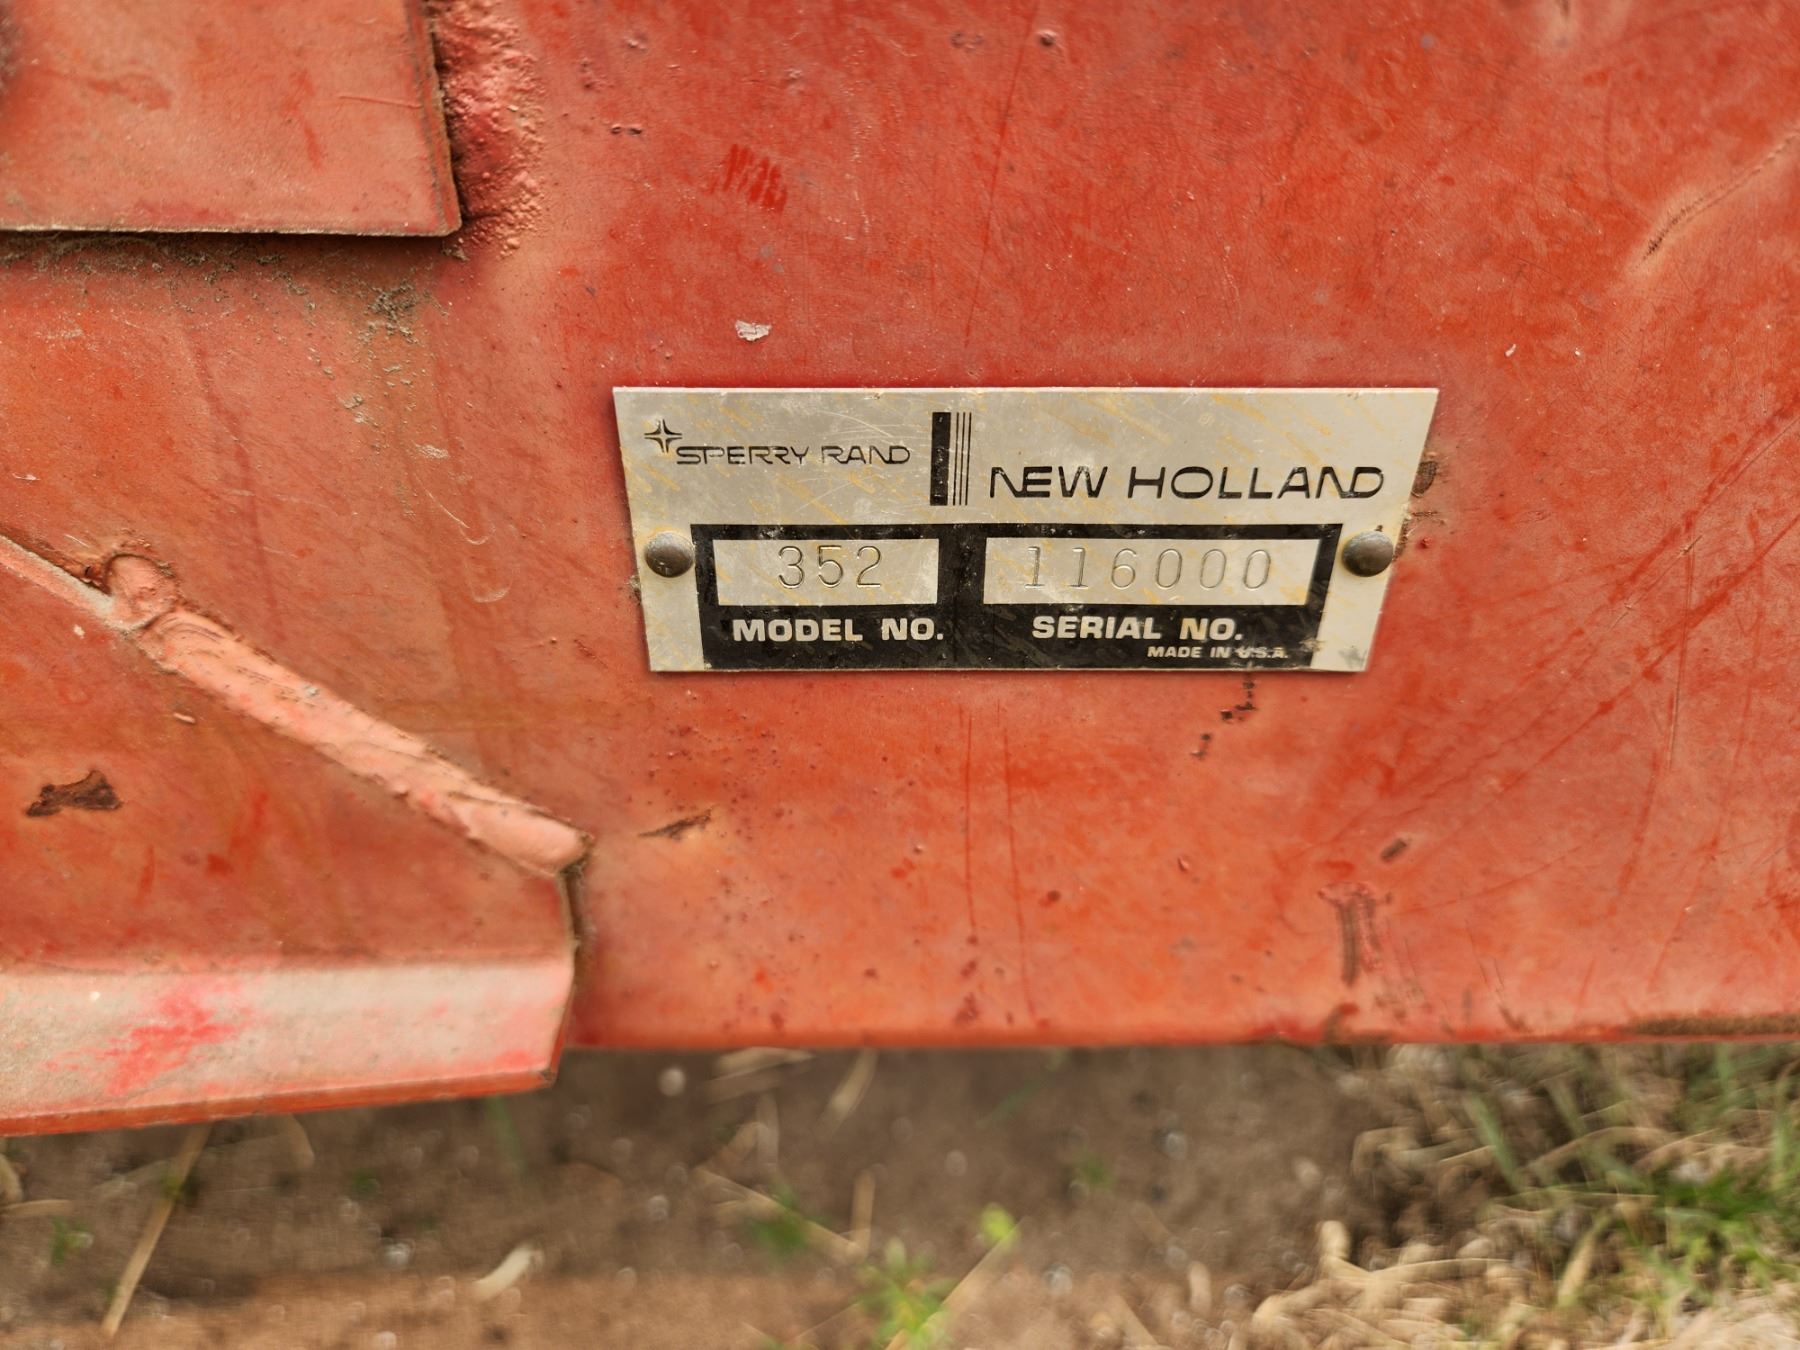 SPERRY RAND
NEW HOLLAND
352 116000
MODEL NO. SERIAL NO.
MADE IN U.S.A.